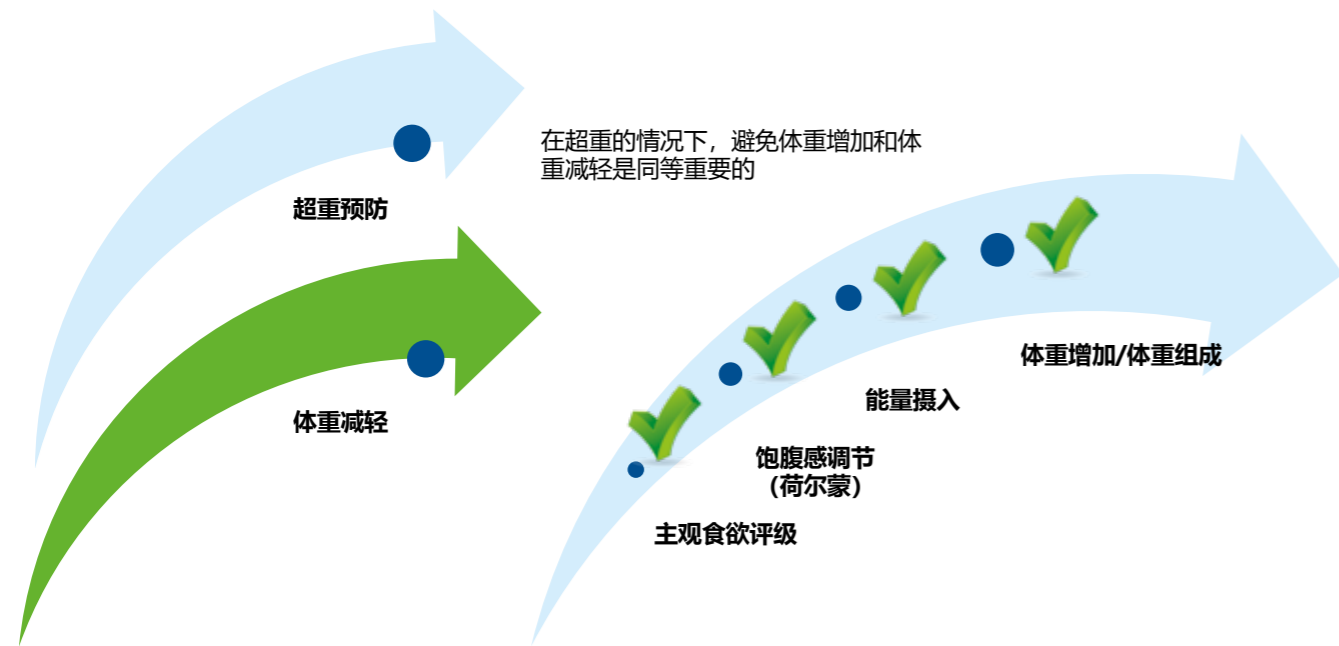 在超重的情况下，避免体重增加和体
重减轻是同等重要的
超重预防
体重减轻
体重增加/体重组成
能量摄入
饱腹感调节
（荷尔蒙）
主观食欲评级